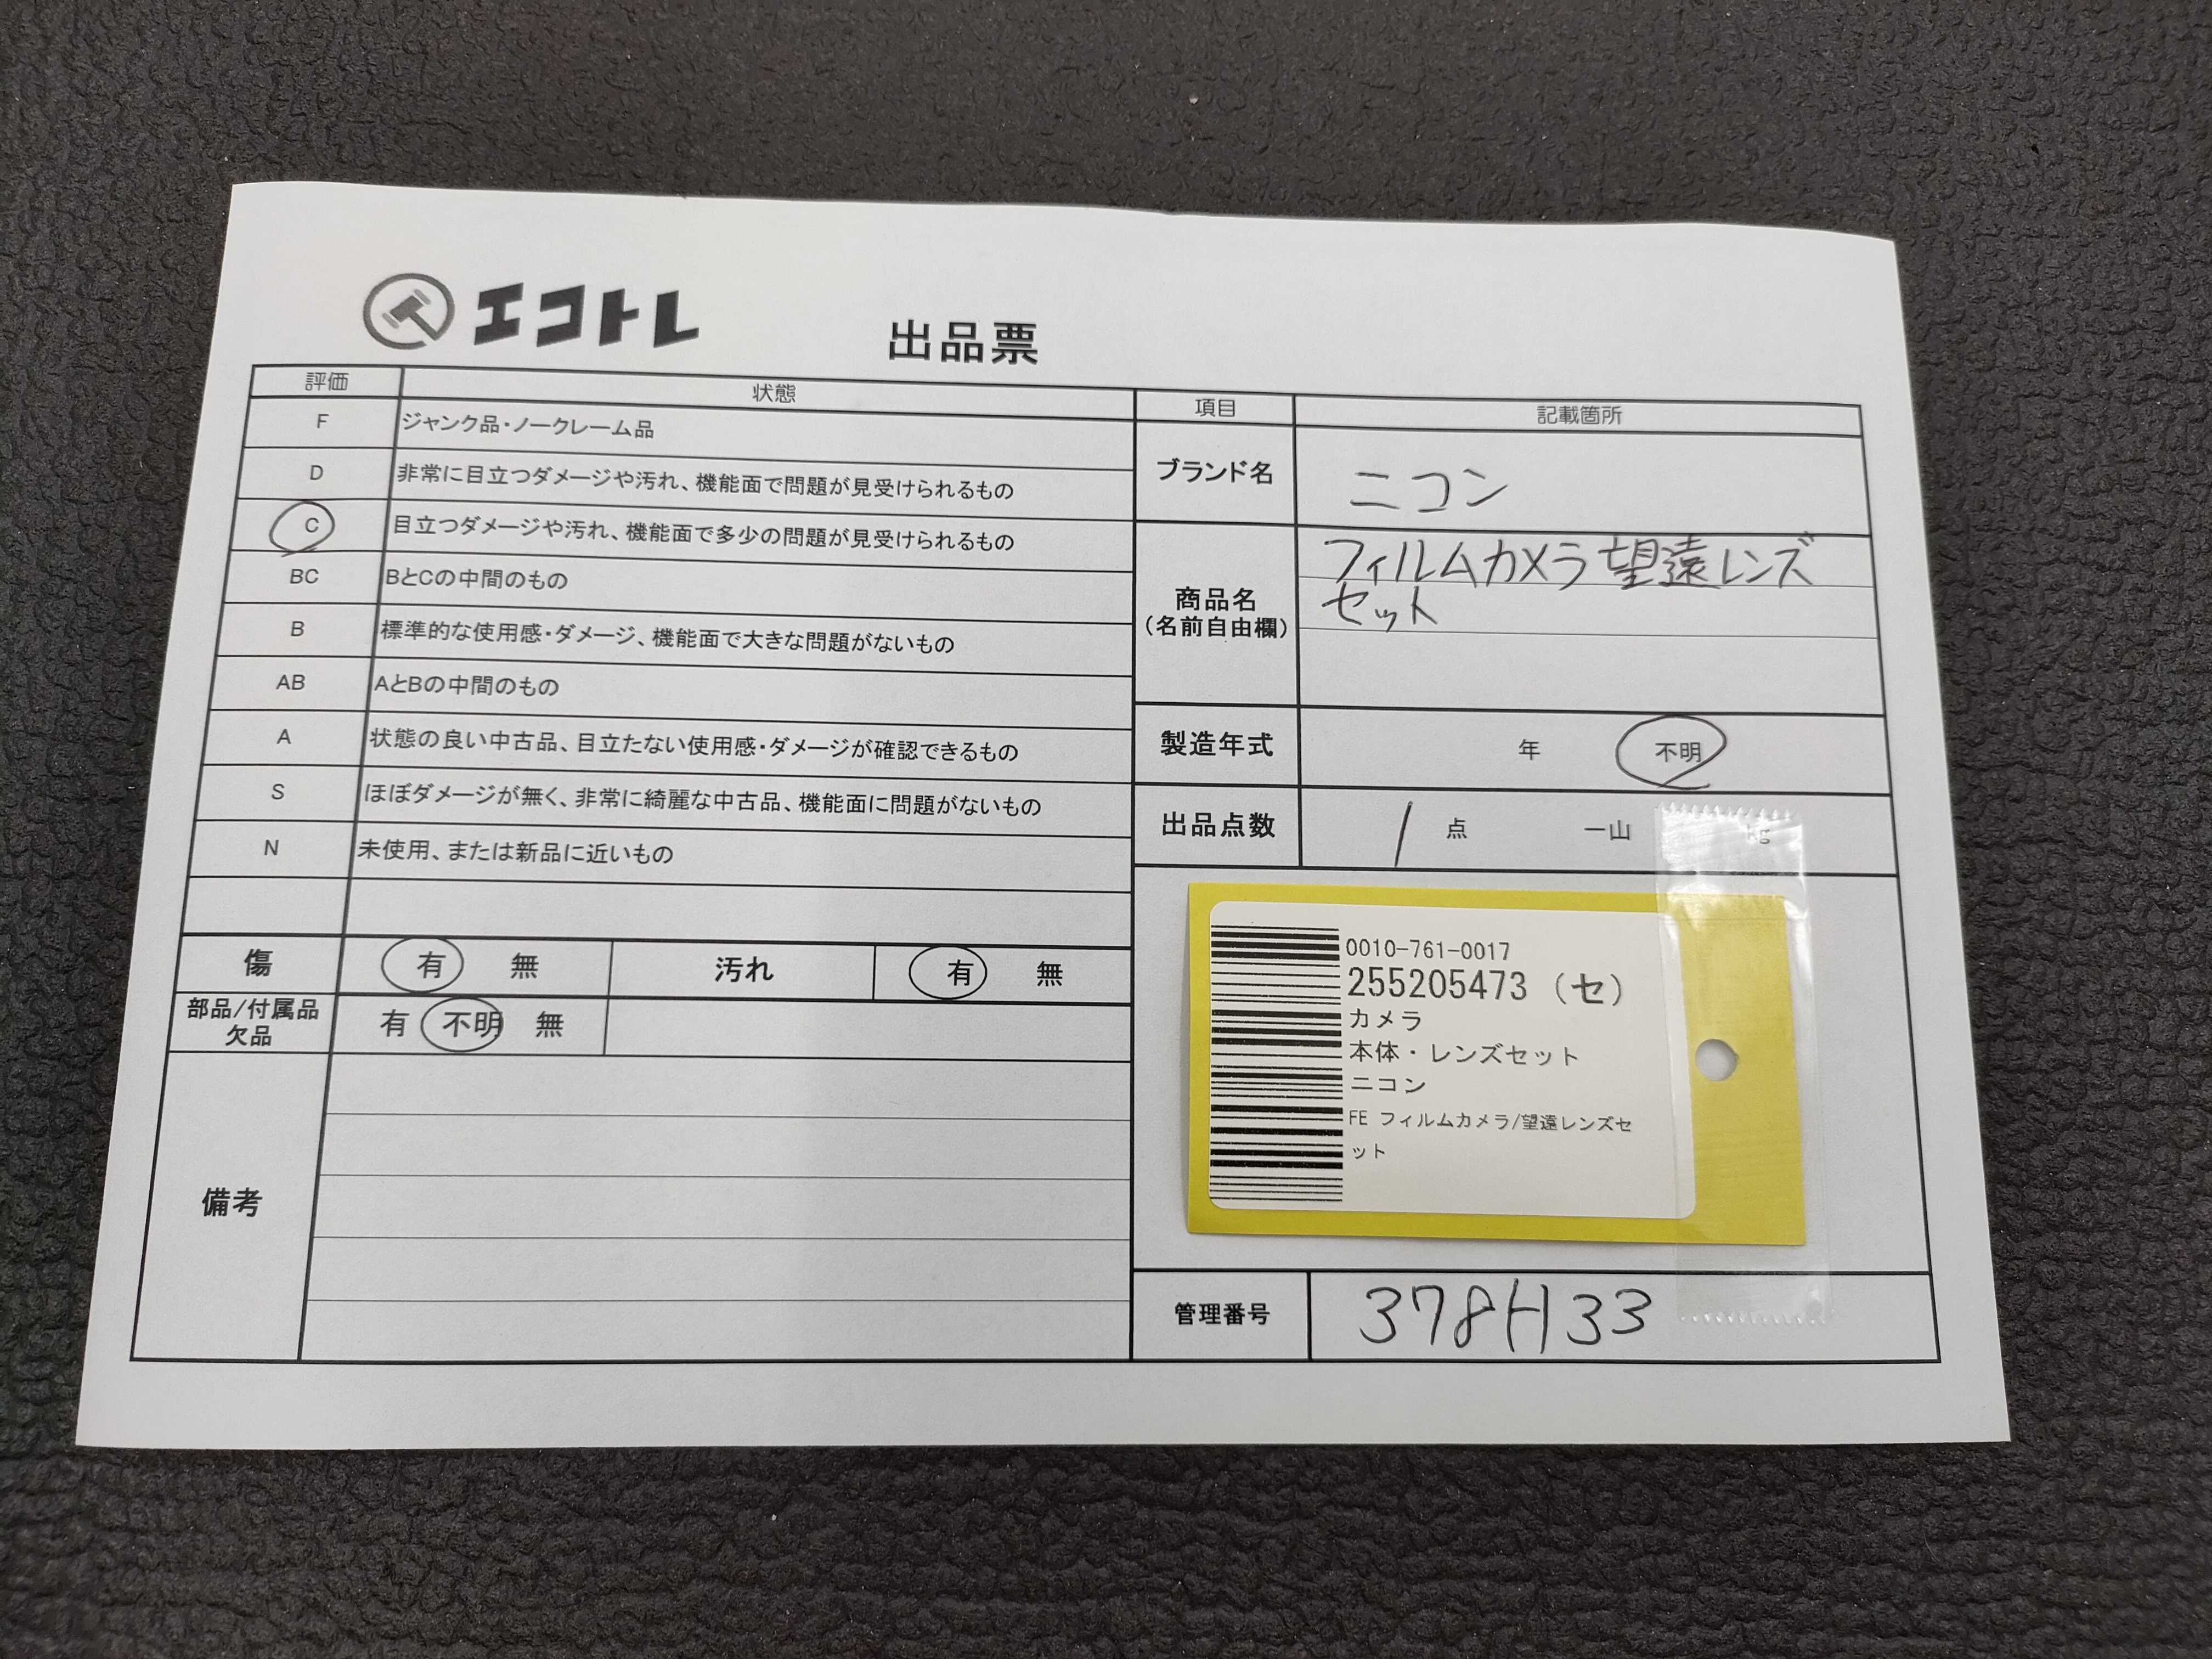 エコトレ
出品票
評価 状態
F ジャンク品・ノークレーム品
D 非常に目立つダメージや汚れ、機能面で問題が見受けられるもの
C 目立つダメージや汚れ、機能面で多少の問題が見受けられるもの
BC BとCの中間のもの
B 標準的な使用感・ダメージ、機能面で大きな問題がないもの
AB AとBの中間のもの
A 状態の良い中古品、目立たない使用感・ダメージが確認できるもの
S ほぼダメージが無く、非常に綺麗な中古品、機能面に問題がないもの
N 未使用、または新品に近いもの
傷 有 無 汚れ 有 無
部品/付属品
欠品
有 不明 無
備考
項目 記載箇所
ブランド名 ニコン
商品名
(名前自由欄)
フィルムカメラ望遠レンズ
セット
製造年式 年 不明
出品点数 1 点 一山
0010-761-0017
255205473 (セ)
カメラ
本体・レンズセット
ニコン
FE フィルムカメラ/望遠レンズセ
ット
管理番号 378H33